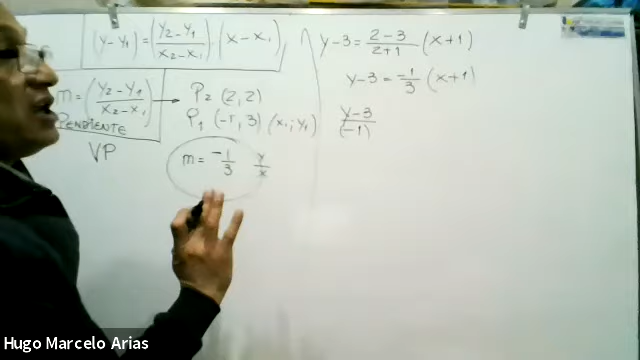 (y-y₁) = (y₂-y₁/x₂-x₁) . (x-x₁)
m = (y₂-y₁/x₂-x₁) → P₂ (2,2)
PENDIENTE
P₁ (-1,3) (x₁; y₁)
VP
m = -1/3 y/x
y-3 = 2-3/2+1 (x+1)
y-3 = -1/3 (x+1)
y-3/(-1)
Hugo Marcelo Arias